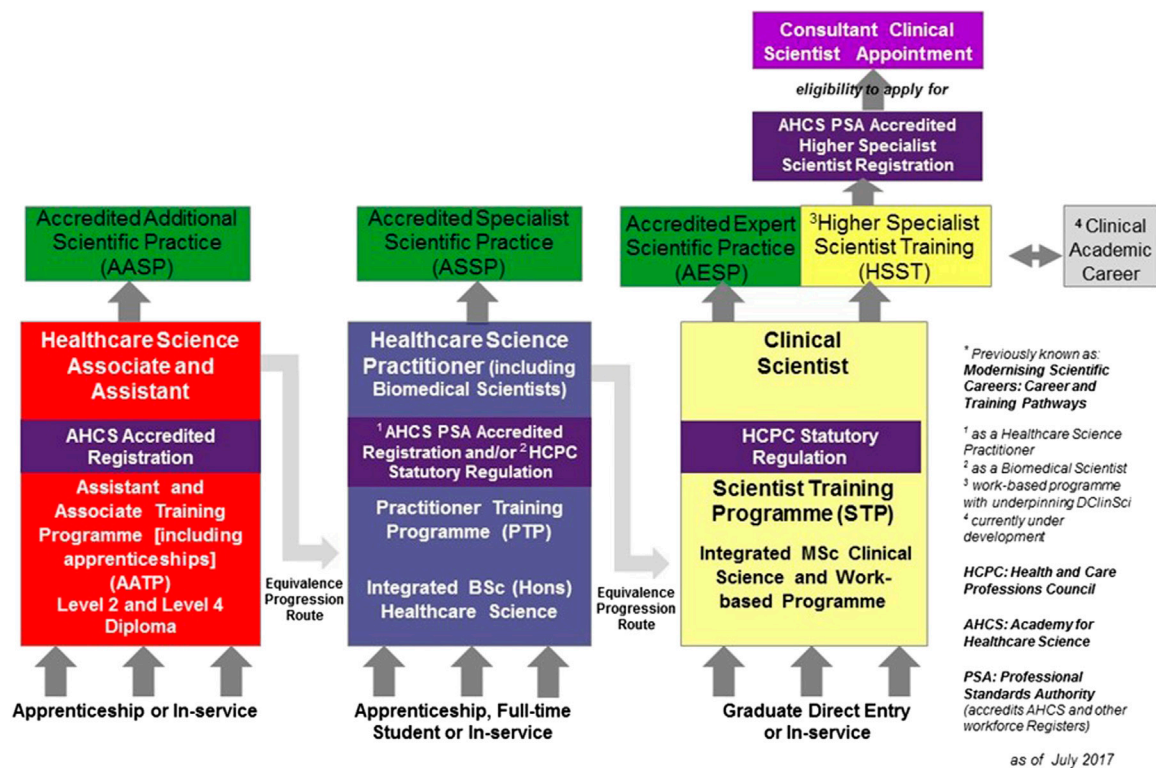 Consultant Clinical
Scientist Appointment
eligibility to apply for
AHCS PSA Accredited
Higher Specialist
Scientist Registration
Accredited Additional
Scientific Practice
(AASP)
Accredited Specialist
Scientific Practice
(ASSP)
Accredited Expert
Scientific Practice
(AESP)
³Higher Specialist
Scientist Training
(HSST)
⁴ Clinical
Academic
Career
Healthcare Science
Associate and
Assistant
AHCS Accredited
Registration
Assistant and
Associate Training
Programme [including
apprenticeships]
(AATP)
Level 2 and Level 4
Diploma
Equivalence
Progression
Route
Apprenticeship or In-service
Healthcare Science
Practitioner (including
Biomedical Scientists)
¹AHCS PSA Accredited
Registration and/or ²HCPC
Statutory Regulation
Practitioner Training
Programme (PTP)
Integrated BSc (Hons)
Healthcare Science
Equivalence
Progression
Route
Apprenticeship, Full-time
Student or In-service
Clinical
Scientist
HCPC Statutory
Regulation
Scientist Training
Programme (STP)
Integrated MSc Clinical
Science and Work-
based Programme
Graduate Direct Entry
or In-service
* Previously known as:
Modernising Scientific
Careers: Career and
Training Pathways
¹ as a Healthcare Science
Practitioner
² as a Biomedical Scientist
³ work-based programme
with underpinning DClinSci
⁴ currently under
development
HCPC: Health and Care
Professions Council
AHCS: Academy for
Healthcare Science
PSA: Professional
Standards Authority
(accredits AHCS and other
workforce Registers)
as of July 2017